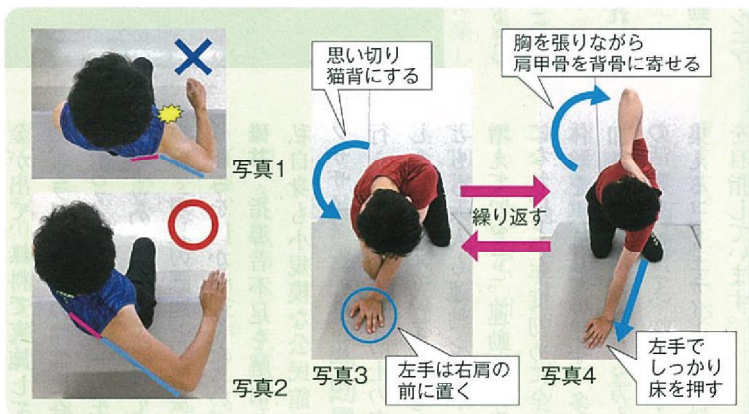 写真1
写真2
思い切り
猫背にする
写真3
左手は右肩の
前に置く
繰り返す
胸を張りながら
肩甲骨を背骨に寄せる
写真4
左手で
しっかり
床を押す